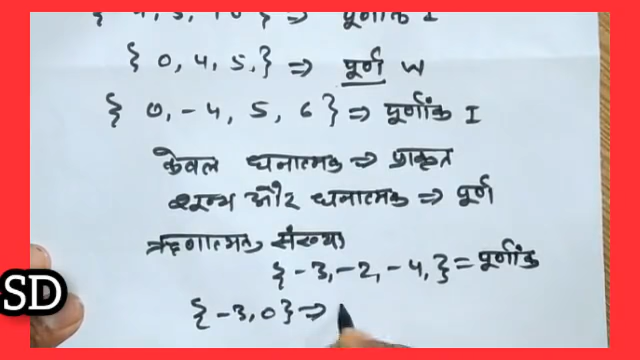 { 0, 4, 5, } ⇒ पूर्ण W
{ 0, -4, 5, 6 } ⇒ पूर्णांक I
केवल धनात्मक ⇒ प्राकृत
शून्य और धनात्मक ⇒ पूर्ण
ऋणात्मक संख्या
{ -3, -2, -4, } = पूर्णांक
SD
{ -3, 0 } ⇒